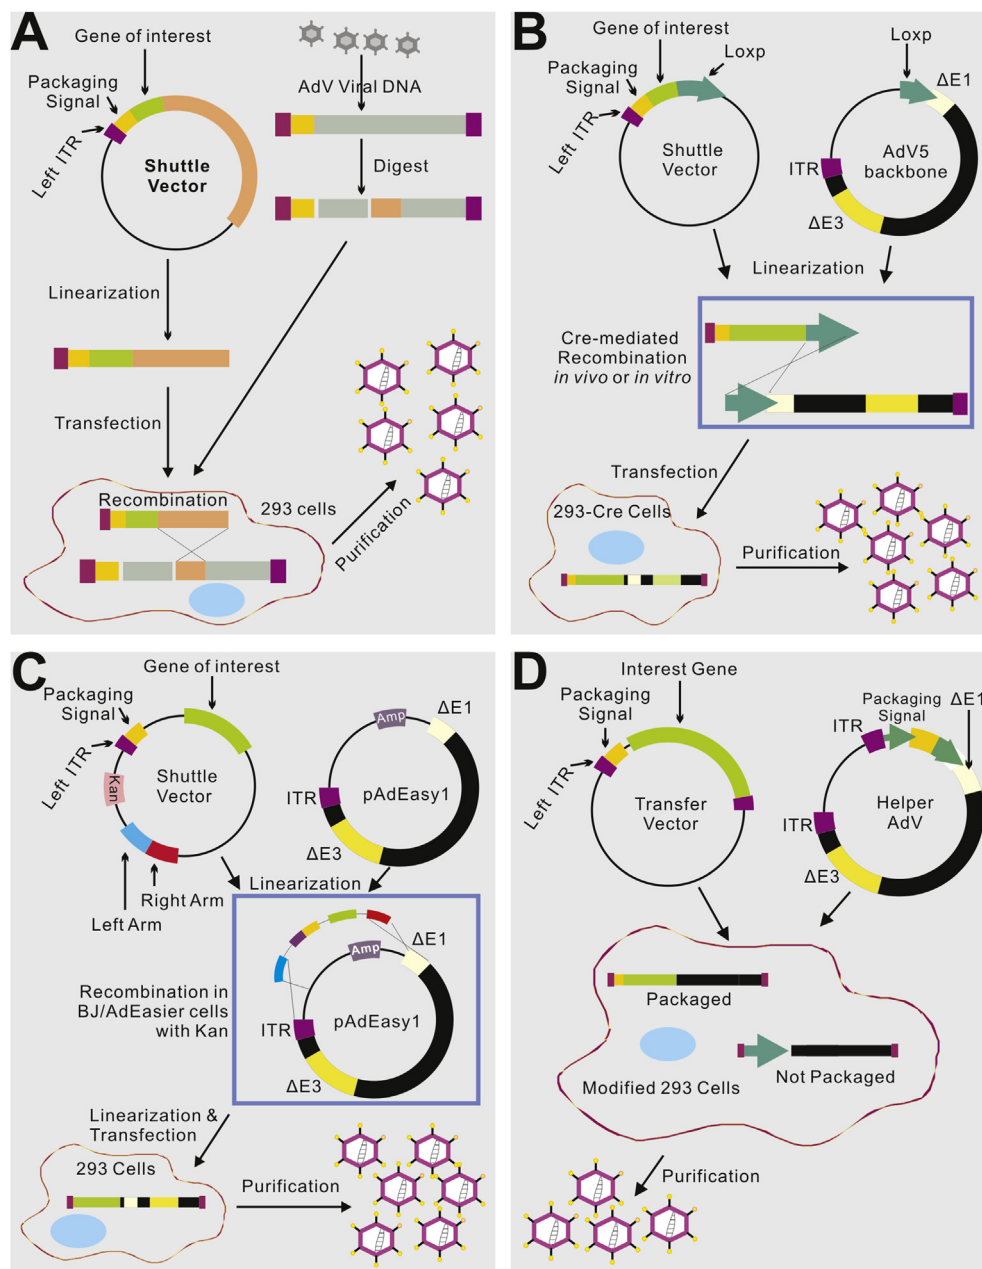 A
Gene of interest
Packaging
Signal
Left ITR
Shuttle
Vector
AdV Viral DNA
Digest
Linearization
Transfection
Recombination
293 cells
Purification
B
Gene of interest
Loxp
Packaging
Signal
Left ITR
Shuttle
Vector
Loxp
ΔE1
ITR
AdV5
backbone
ΔE3
Linearization
Cre-mediated
Recombination
in vivo or in vitro
Transfection
293-Cre Cells
Purification
C
Gene of interest
Packaging
Signal
Left ITR
Kan
Shuttle
Vector
Right Arm
Left Arm
Amp
ΔE1
ITR
pAdEasy1
ΔE3
Linearization
Amp
ΔE1
Recombination in
BJ/AdEasier cells
with Kan
ITR
pAdEasy1
ΔE3
Linearization &
Transfection
293 Cells
Purification
D
Interest Gene
Packaging
Signal
Left ITR
Transfer
Vector
Packaging
Signal
ΔE1
ITR
Helper
AdV
ITR
ΔE3
Packaged
Modified 293 Cells
Not Packaged
Purification